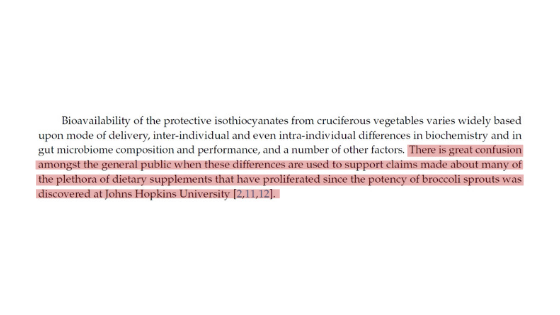 Bioavailability of the protective isothiocyanates from cruciferous vegetables varies widely based
upon mode of delivery, inter-individual and even intra-individual differences in biochemistry and in
gut microbiome composition and performance, and a number of other factors. There is great confusion
amongst the general public when these differences are used to support claims made about many of
the plethora of dietary supplements that have proliferated since the potency of broccoli sprouts was
discovered at Johns Hopkins University [2,11,12].